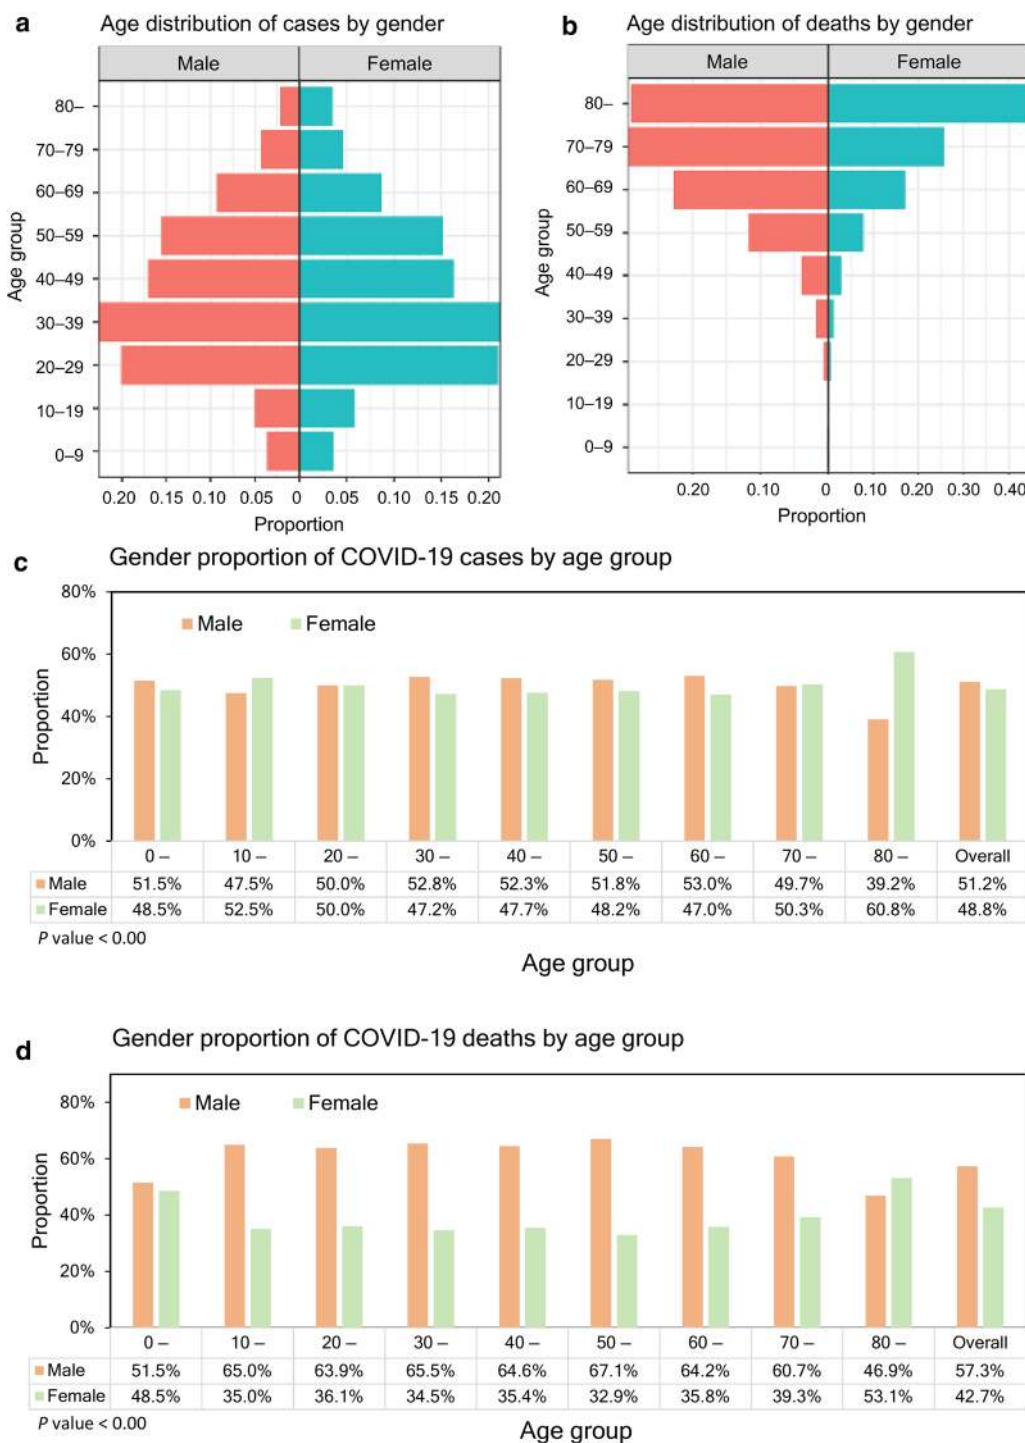 a Age distribution of cases by gender
Male Female
80–
70–79
60–69
50–59
40–49
30–39
20–29
10–19
0–9
Age group
0.20 0.15 0.10 0.05 0 0.05 0.10 0.15 0.20
Proportion
b Age distribution of deaths by gender
Male Female
80–
70–79
60–69
50–59
40–49
30–39
20–29
10–19
0–9
Age group
0.20 0.10 0 0.10 0.20 0.30 0.40
Proportion
c Gender proportion of COVID-19 cases by age group
80%
60%
40%
20%
0%
Proportion
Male Female
0 – 10 – 20 – 30 – 40 – 50 – 60 – 70 – 80 – Overall
Male 51.5% 47.5% 50.0% 52.8% 52.3% 51.8% 53.0% 49.7% 39.2% 51.2%
Female 48.5% 52.5% 50.0% 47.2% 47.7% 48.2% 47.0% 50.3% 60.8% 48.8%
P value < 0.00
Age group
d Gender proportion of COVID-19 deaths by age group
80%
60%
40%
20%
0%
Proportion
Male Female
0 – 10 – 20 – 30 – 40 – 50 – 60 – 70 – 80 – Overall
Male 51.5% 65.0% 63.9% 65.5% 64.6% 67.1% 64.2% 60.7% 46.9% 57.3%
Female 48.5% 35.0% 36.1% 34.5% 35.4% 32.9% 35.8% 39.3% 53.1% 42.7%
P value < 0.00
Age group